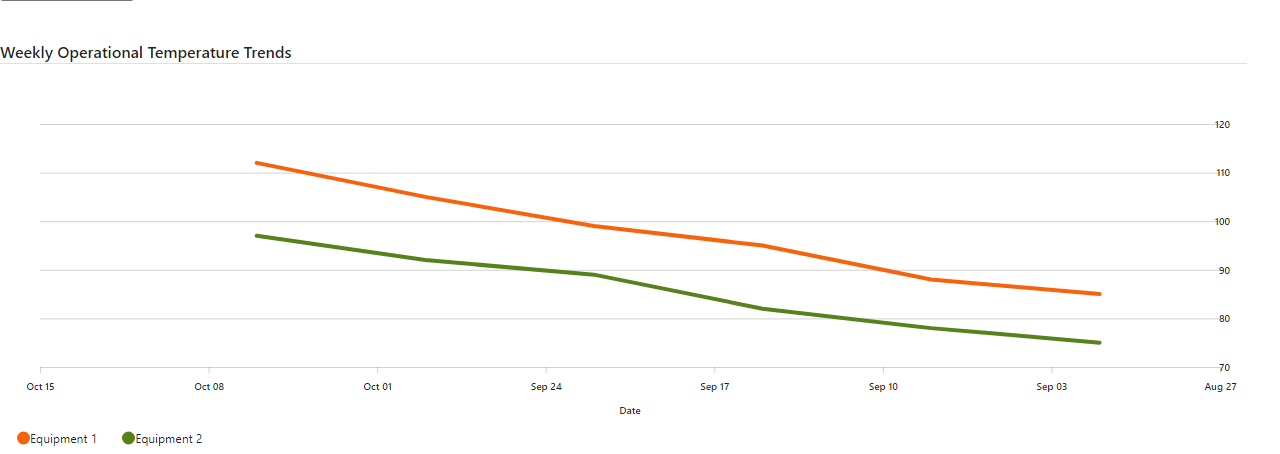 Weekly Operational Temperature Trends
120
110
100
90
80
70
Oct 15 Oct 08 Oct 01 Sep 24 Sep 17 Sep 10 Sep 03 Aug 27
Date
Equipment 1 Equipment 2